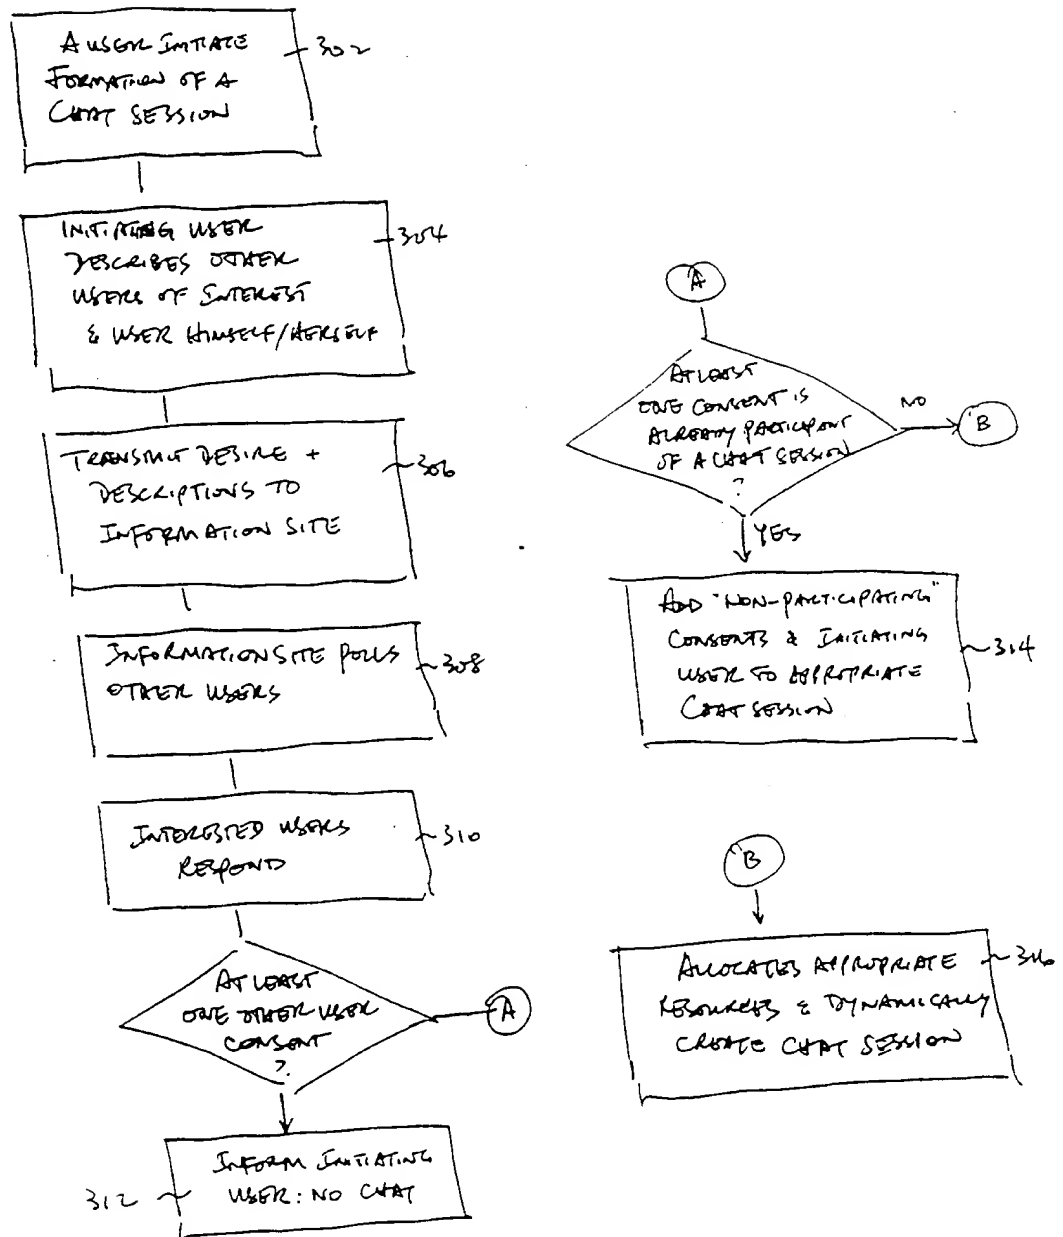 A USER INITIATE
FORMATION OF A
CHAT SESSION
302
INITIATING USER
DESCRIBES OTHER
USERS OF INTEREST
& USER HIMSELF/HERSELF
304
TRANSMIT DESIRE +
DESCRIPTIONS TO
INFORMATION SITE
306
INFORMATION SITE POLLS
OTHER USERS
308
INTERESTED USERS
RESPOND
310
AT LEAST
ONE OTHER USER
CONSENT
?
A
INFORM INITIATING
USER: NO CHAT
312
A
AT LEAST
ONE CONSENT IS
ALREADY PARTICIPANT
OF A CHAT SESSION
?
NO
B
YES
ADD "NON-PARTICIPATING"
CONSENTS & INITIATING
USER TO APPROPRIATE
CHAT SESSION
314
B
ALLOCATES APPROPRIATE
RESOURCES & DYNAMICALLY
CREATE CHAT SESSION
316